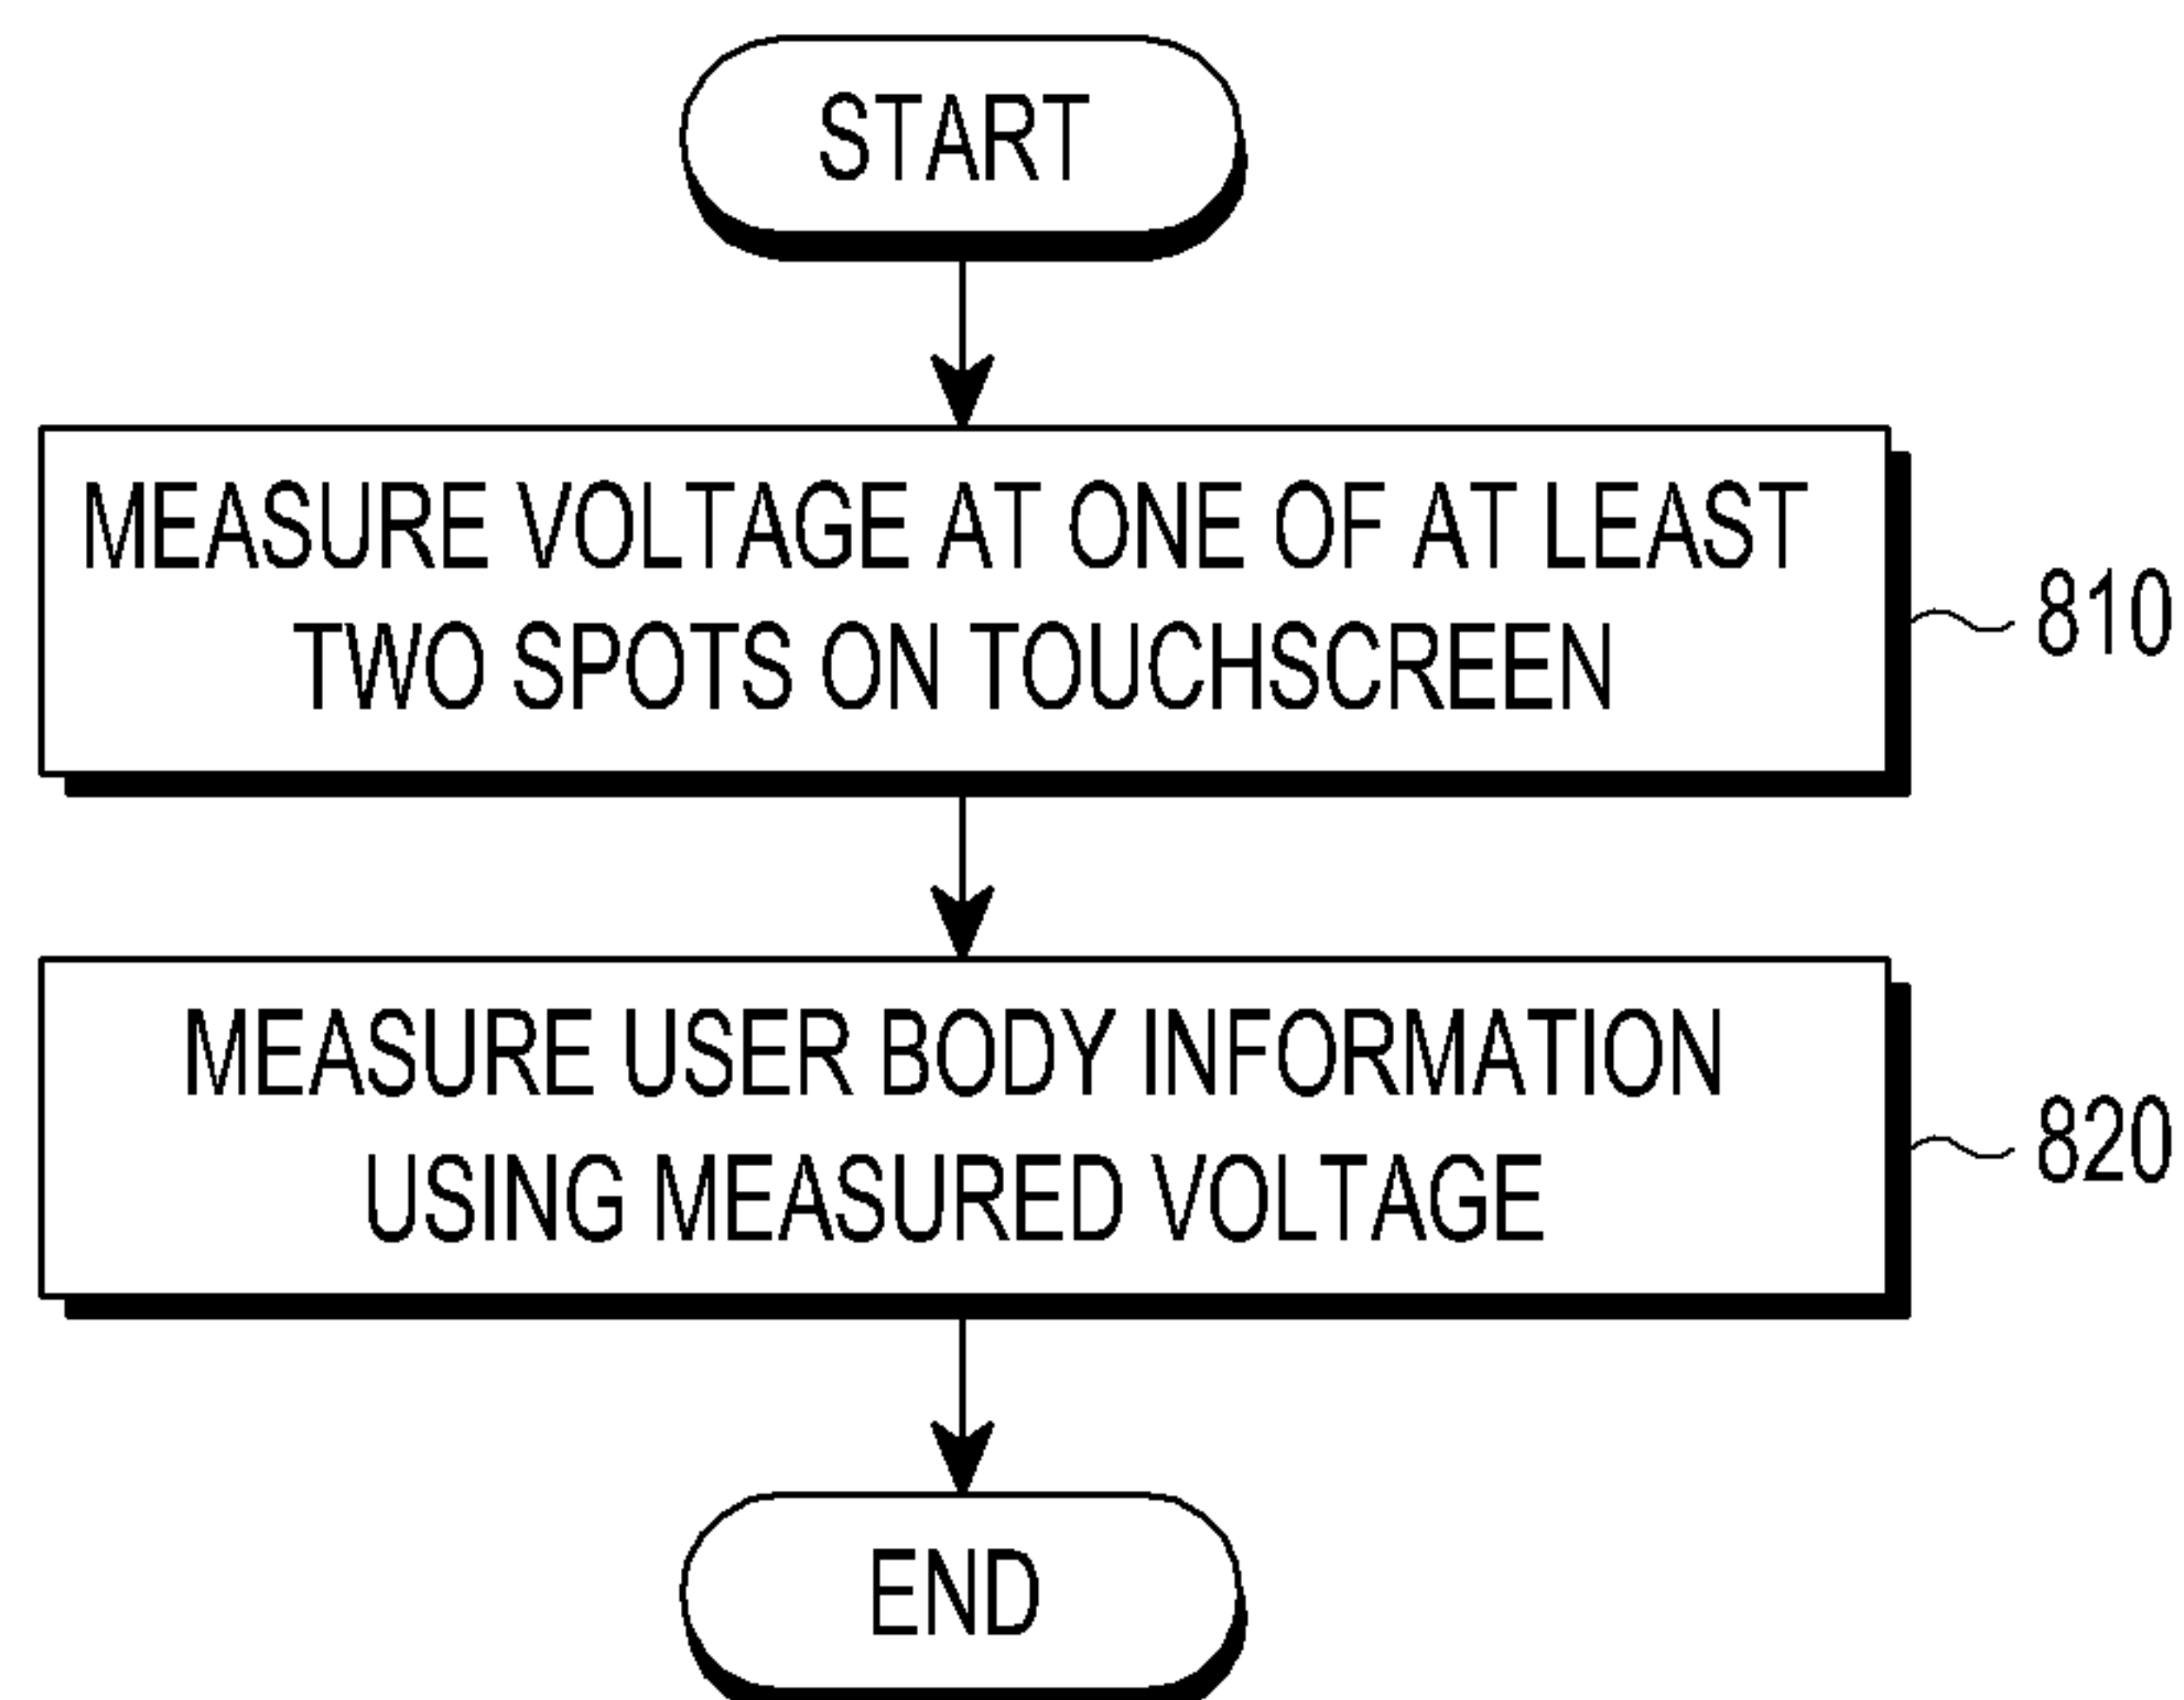 START
MEASURE VOLTAGE AT ONE OF AT LEAST
TWO SPOTS ON TOUCHSCREEN
810
MEASURE USER BODY INFORMATION
USING MEASURED VOLTAGE
820
END